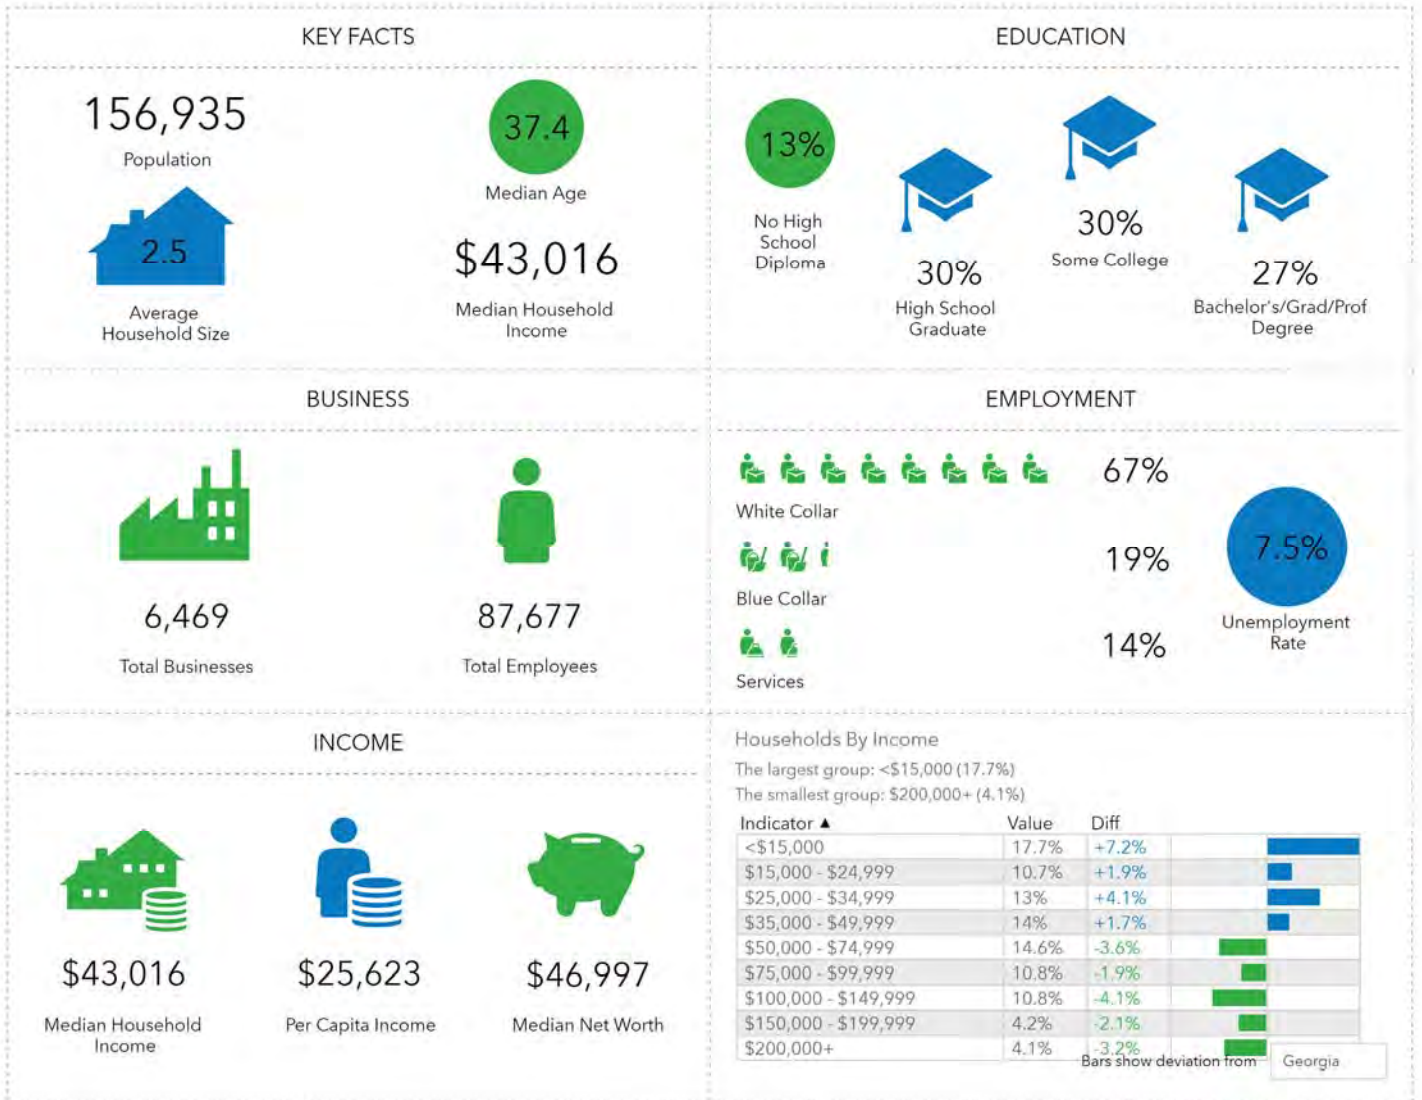 KEY FACTS
156,935
Population
2.5
Average
Household Size
37.4
Median Age
$43,016
Median Household
Income
EDUCATION
13%
No High
School
Diploma
30%
High School
Graduate
30%
Some College
27%
Bachelor's/Grad/Prof
Degree
BUSINESS
6,469
Total Businesses
87,677
Total Employees
EMPLOYMENT
67%
White Collar
19%
Blue Collar
14%
Services
7.5%
Unemployment
Rate
INCOME
$43,016
Median Household
Income
$25,623
Per Capita Income
$46,997
Median Net Worth
Households By Income
The largest group: <$15,000 (17.7%)
The smallest group: $200,000+ (4.1%)
Indicator ▲ Value Diff
<$15,000 17.7% +7.2%
$15,000 - $24,999 10.7% +1.9%
$25,000 - $34,999 13% +4.1%
$35,000 - $49,999 14% +1.7%
$50,000 - $74,999 14.6% -3.6%
$75,000 - $99,999 10.8% -1.9%
$100,000 - $149,999 10.8% -4.1%
$150,000 - $199,999 4.2% -2.1%
$200,000+ 4.1% -3.2%
Bars show deviation from Georgia